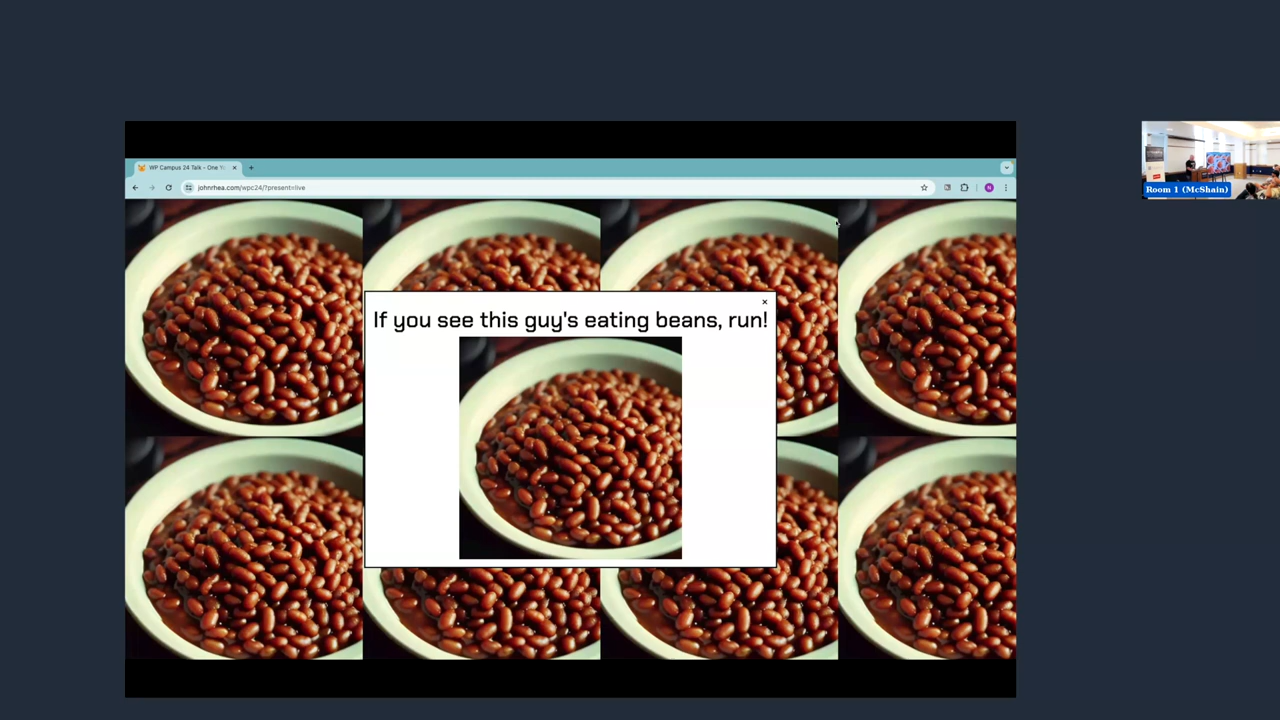 WP Campus 24 Talk - One Yo
johnrhea.com/wpc24/?present=live
N
If you see this guy's eating beans, run!
Room 1 (McShain)